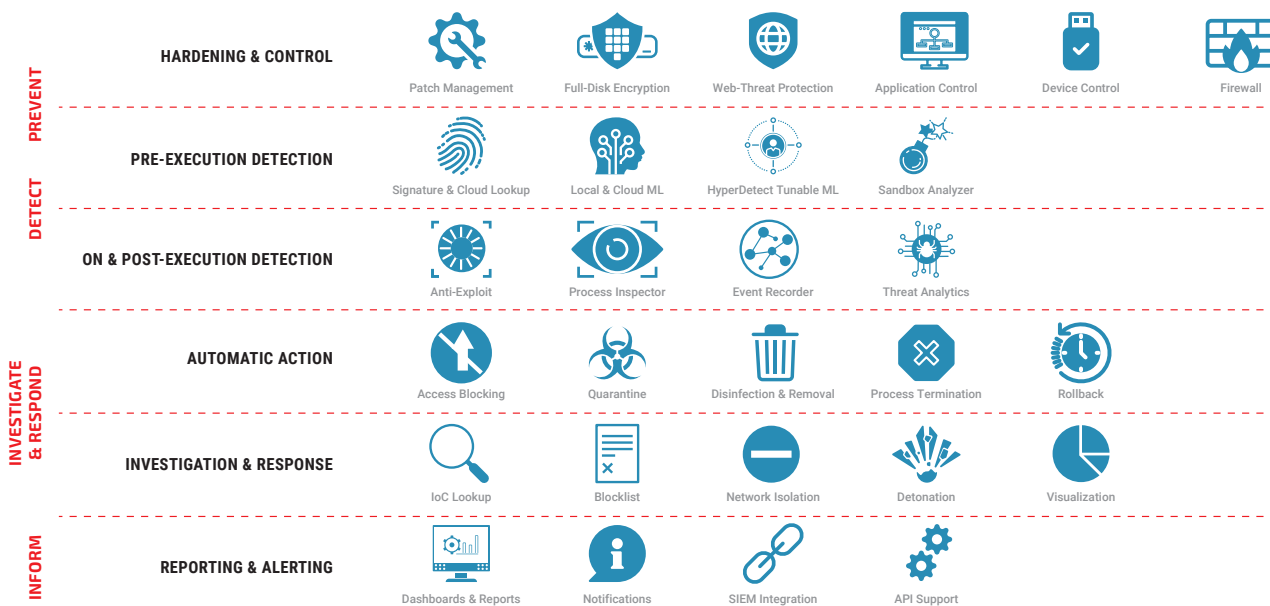 PREVENT
HARDENING & CONTROL
Patch Management
Full-Disk Encryption
Web-Threat Protection
Application Control
Device Control
Firewall
PRE-EXECUTION DETECTION
Signature & Cloud Lookup
Local & Cloud ML
HyperDetect Tunable ML
Sandbox Analyzer
DETECT
ON & POST-EXECUTION DETECTION
Anti-Exploit
Process Inspector
Event Recorder
Threat Analytics
INVESTIGATE
& RESPOND
AUTOMATIC ACTION
Access Blocking
Quarantine
Disinfection & Removal
Process Termination
Rollback
INVESTIGATION & RESPONSE
IoC Lookup
Blocklist
Network Isolation
Detonation
Visualization
INFORM
REPORTING & ALERTING
Dashboards & Reports
Notifications
SIEM Integration
API Support